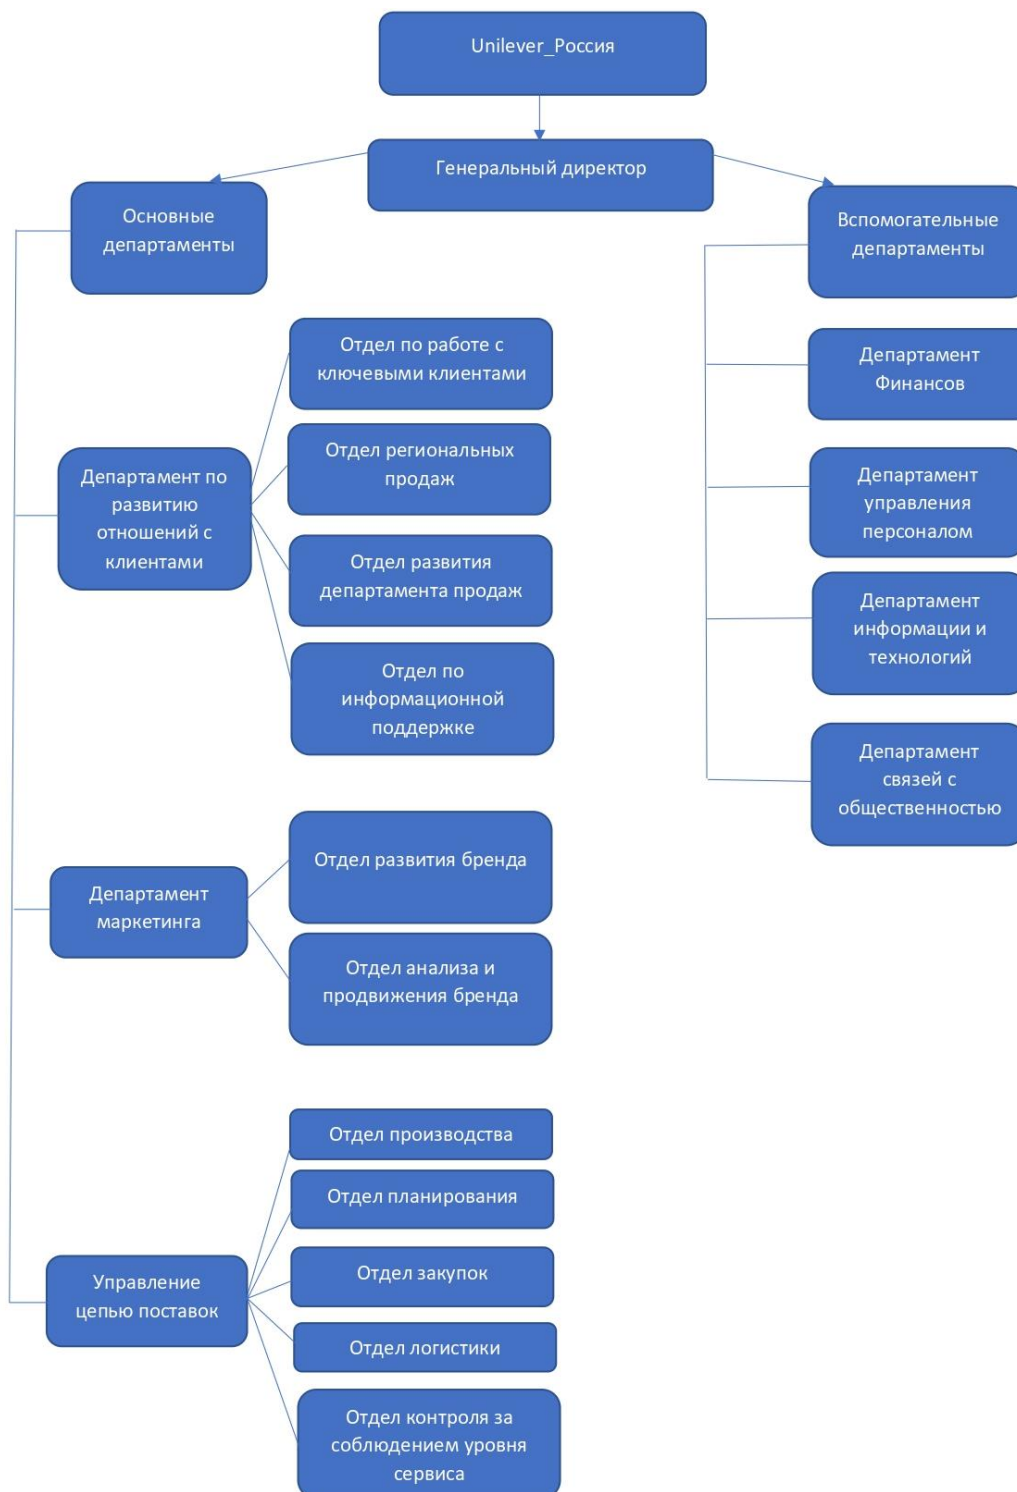 Unilever_Россия
Генеральный директор
Основные
департаменты
Вспомогательные
департаменты
Отдел по работе с
ключевыми клиентами
Департамент
Финансов
Департамент по
развитию
отношений с
клиентами
Отдел региональных
продаж
Департамент
управления
персоналом
Отдел развития
департамента продаж
Департамент
информации и
технологий
Отдел по
информационной
поддержке
Департамент
связей с
общественностью
Департамент
маркетинга
Отдел развития бренда
Отдел анализа и
продвижения бренда
Управление
цепью поставок
Отдел производства
Отдел планирования
Отдел закупок
Отдел логистики
Отдел контроля за
соблюдением уровня
сервиса